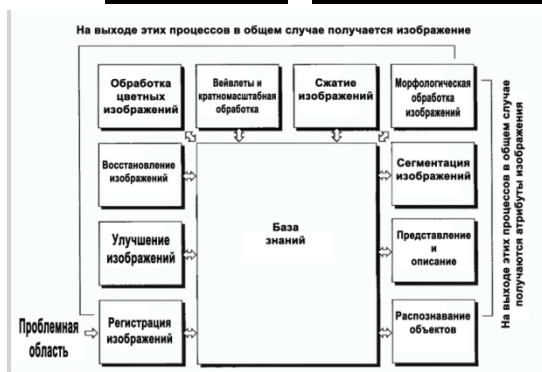 На выходе этих процессов в общем случае получается изображение
Обработка
цветных
изображений
Вейвлеты и
кратномасштабная
обработка
Сжатие
изображений
Морфологическая
обработка
изображений
Восстановление
изображений
Сегментация
изображений
База
знаний
Улучшение
изображений
Представление
и
описание
Проблемная
область
Регистрация
изображений
Распознавание
объектов
На выходе этих процессов в общем случае
получаются атрибуты изображения